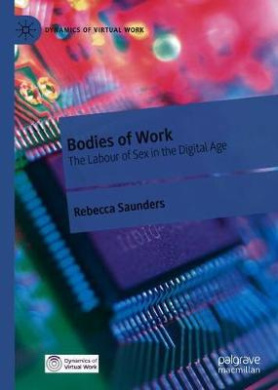 DYNAMICS OF VIRTUAL WORK
Bodies of Work
The Labour of Sex in the Digital Age
Rebecca Saunders
Dynamics of
Virtual Work
palgrave
macmillan